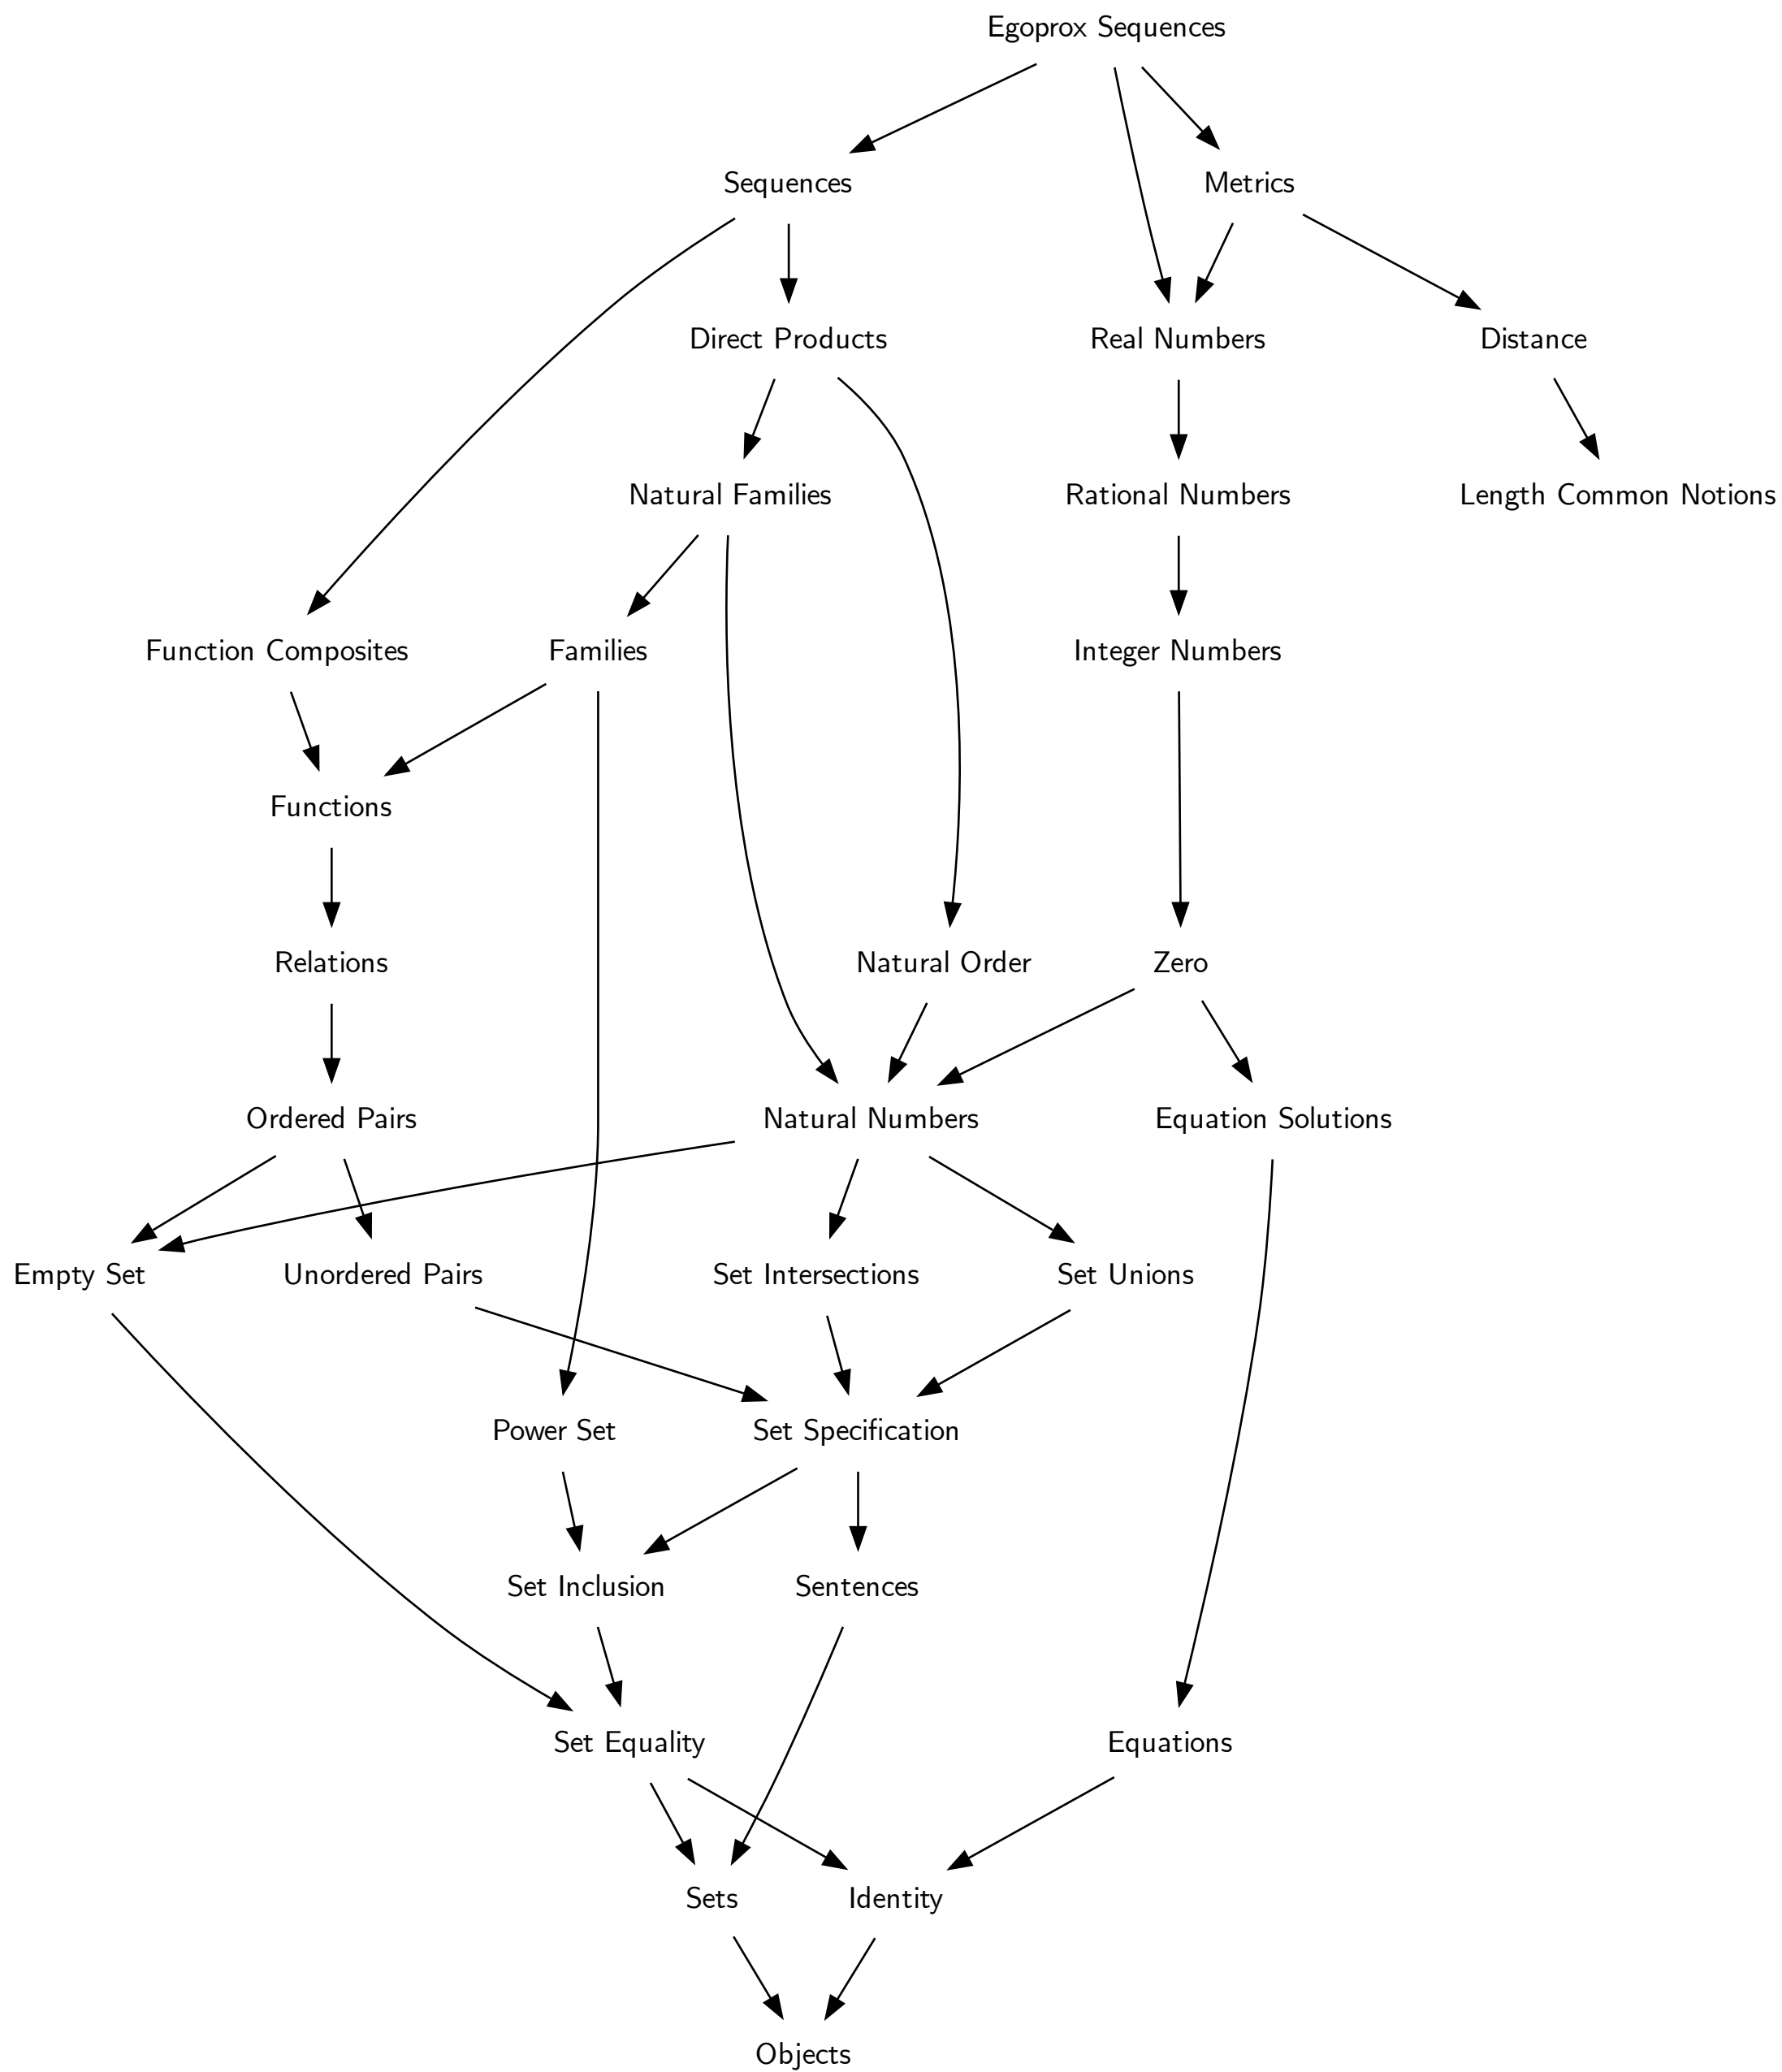 Egoprox Sequences
Sequences
Metrics
Direct Products
Real Numbers
Distance
Natural Families
Rational Numbers
Length Common Notions
Function Composites
Families
Integer Numbers
Functions
Relations
Natural Order
Zero
Ordered Pairs
Natural Numbers
Equation Solutions
Empty Set
Unordered Pairs
Set Intersections
Set Unions
Power Set
Set Specification
Set Inclusion
Sentences
Set Equality
Equations
Sets
Identity
Objects